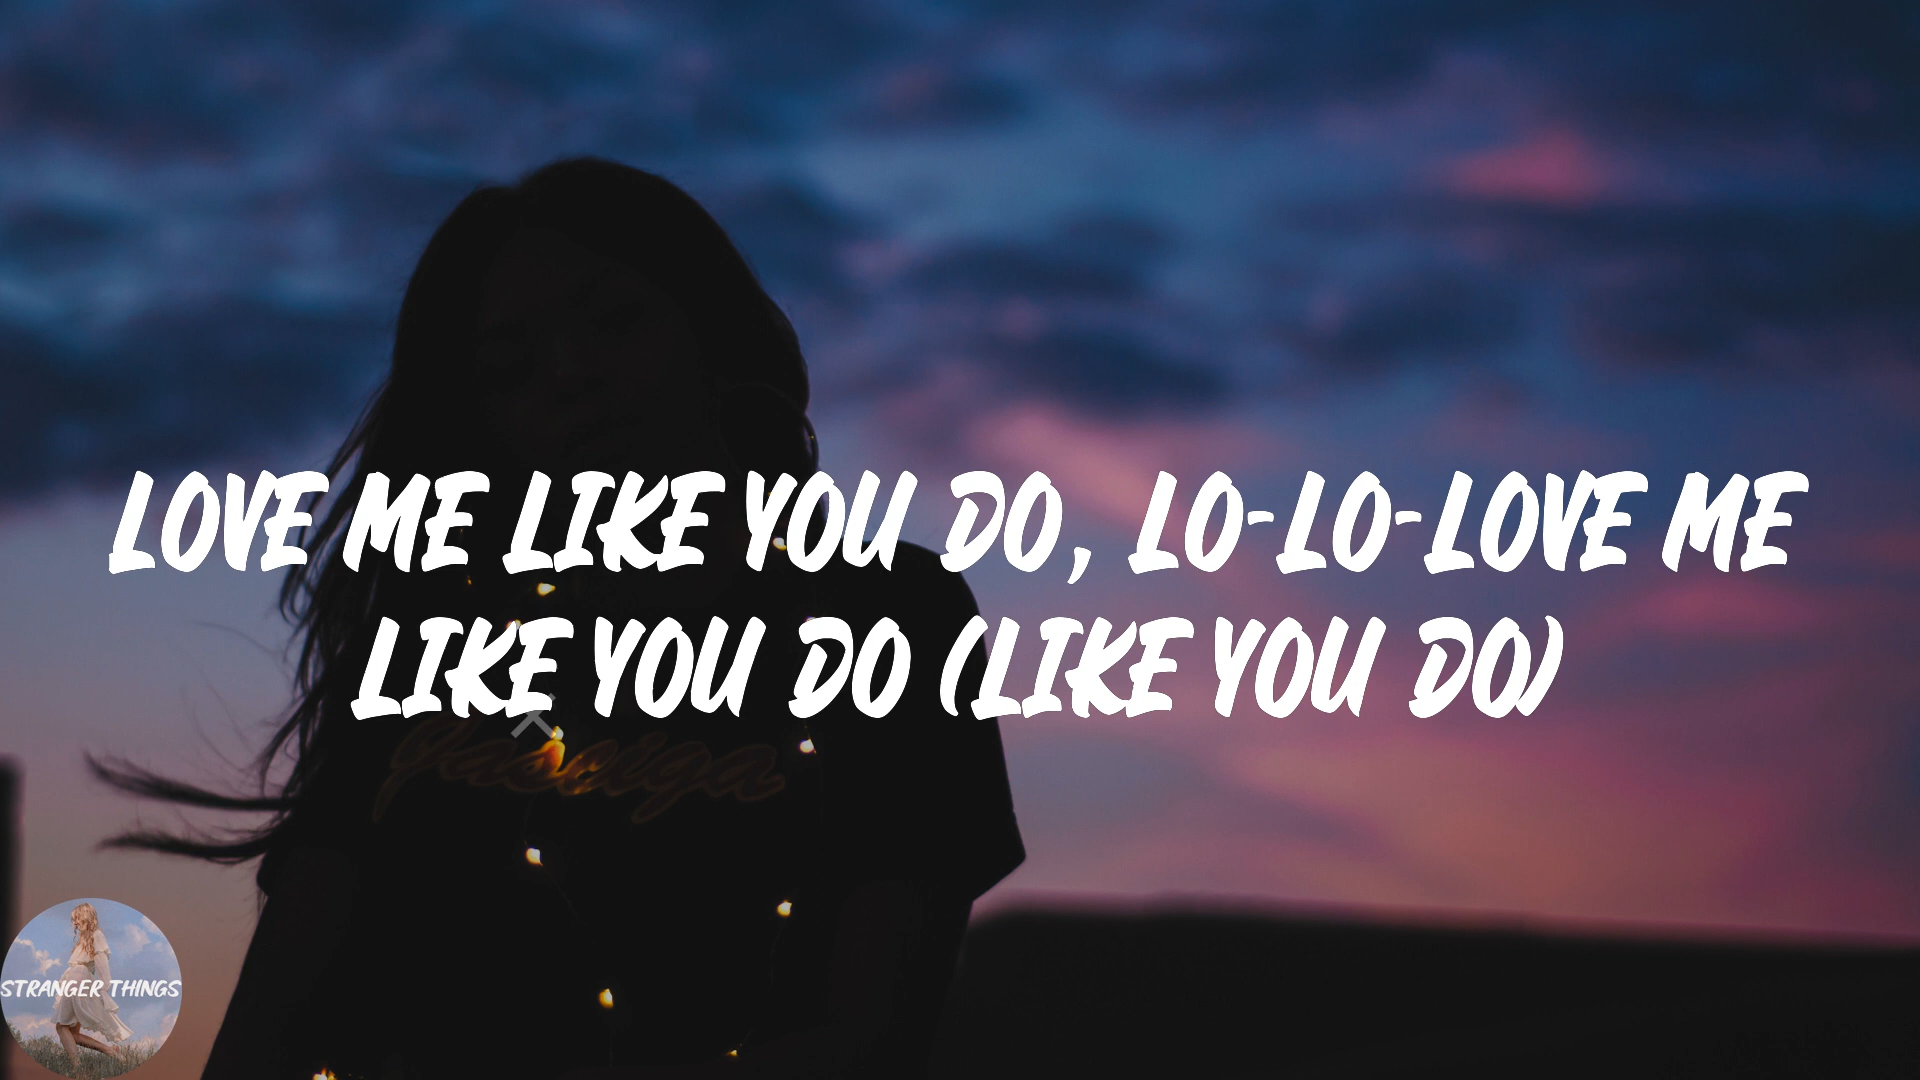 LOVE ME LIKE YOU DO, LO-LO-LOVE ME
LIKE YOU DO (LIKE YOU DO)
STRANGER THINGS